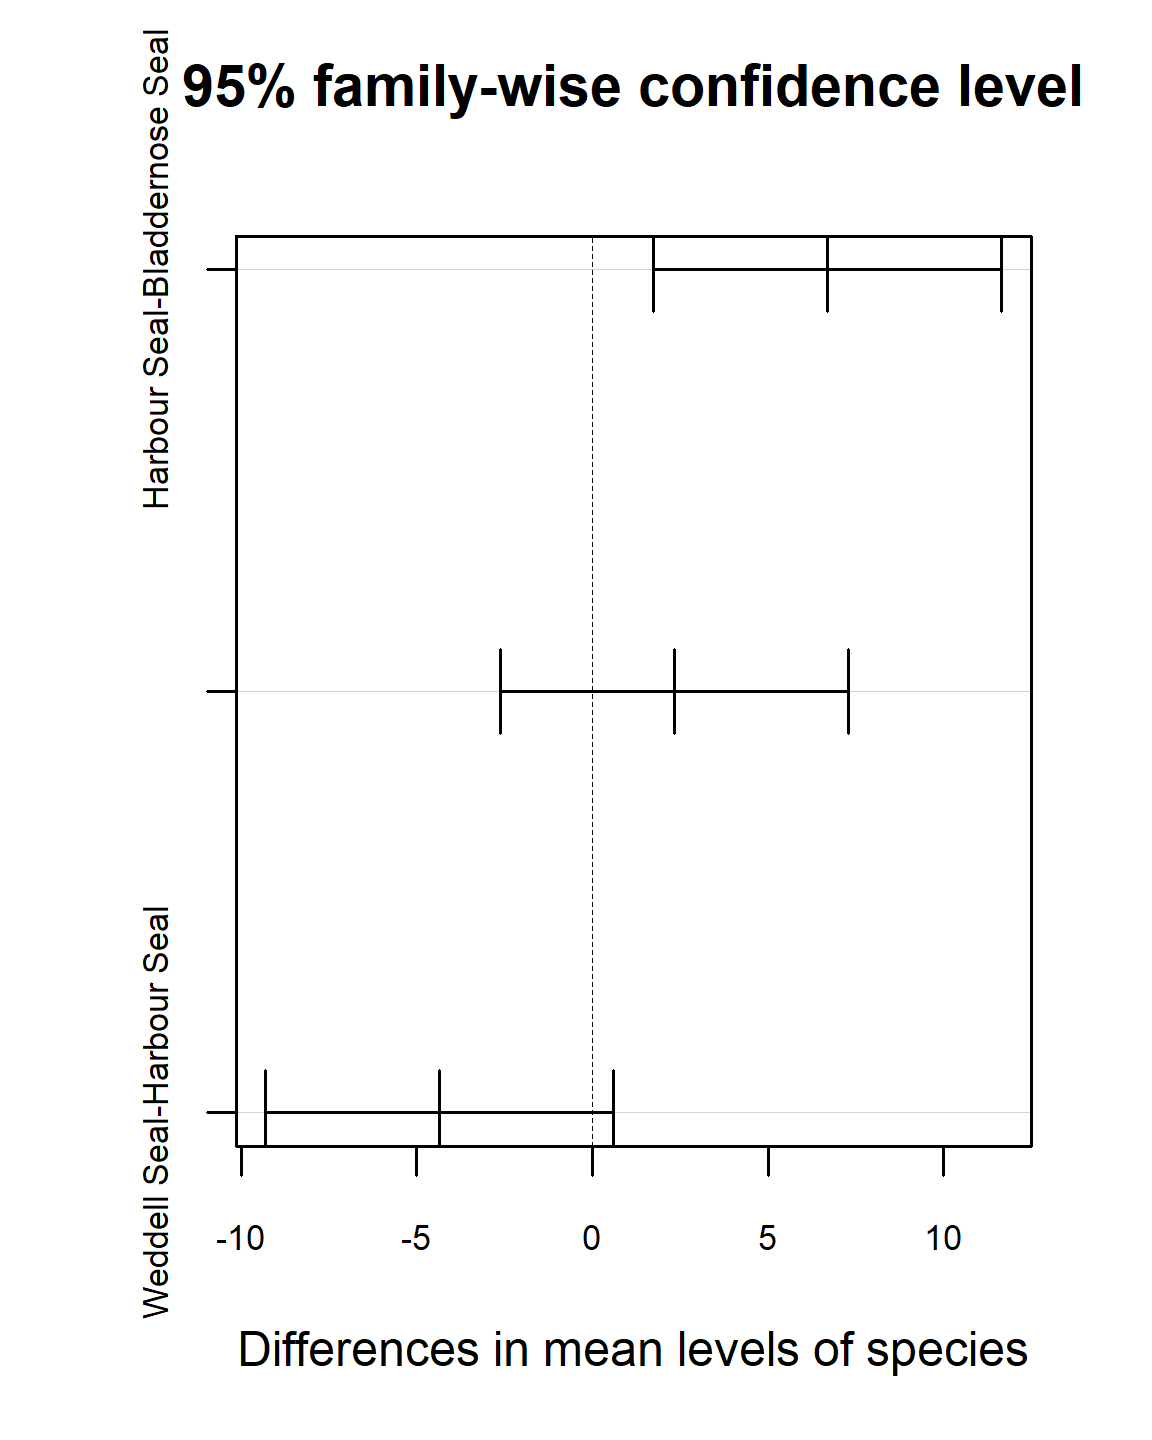 95% family-wise confidence level
Harbour Seal-Bladdernose Seal
Weddell Seal-Harbour Seal
-10 -5 0 5 10
Differences in mean levels of species